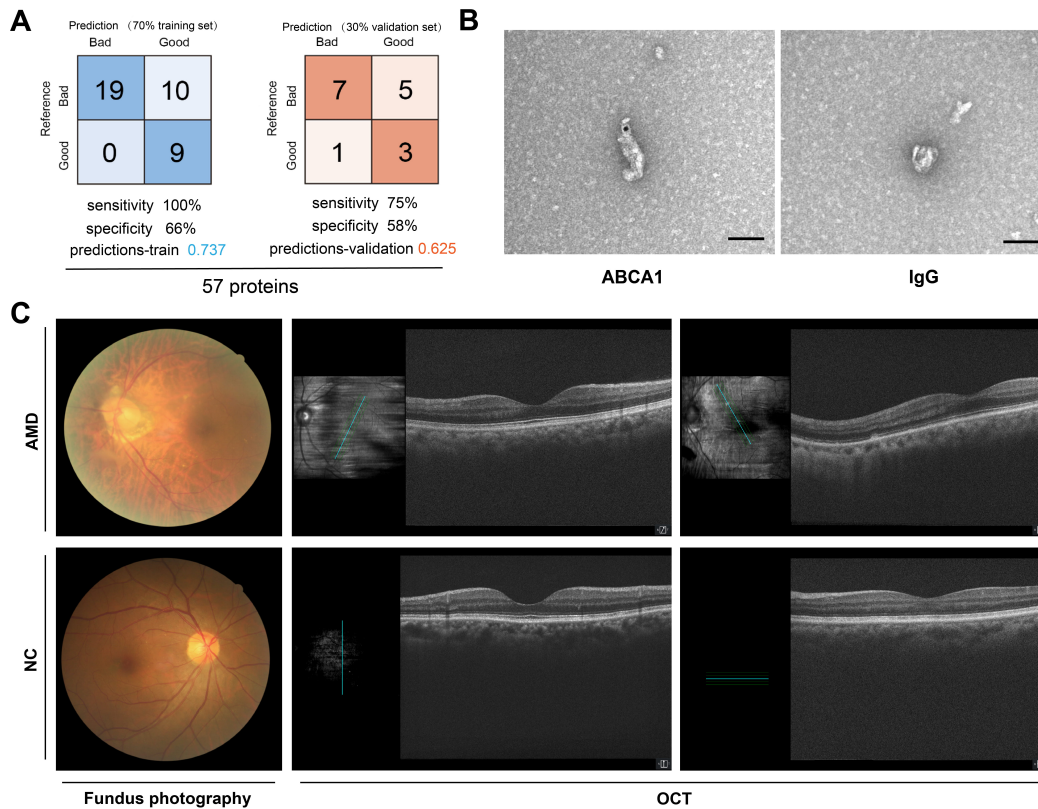 A
Prediction （70% training set）
Bad Good
Reference
Bad
Good
19 10
0 9
sensitivity 100%
specificity 66%
predictions-train 0.737
Prediction （30% validation set）
Bad Good
Reference
Bad
Good
7 5
1 3
sensitivity 75%
specificity 58%
predictions-validation 0.625
57 proteins
B
ABCA1
IgG
C
AMD
NC
Fundus photography
OCT